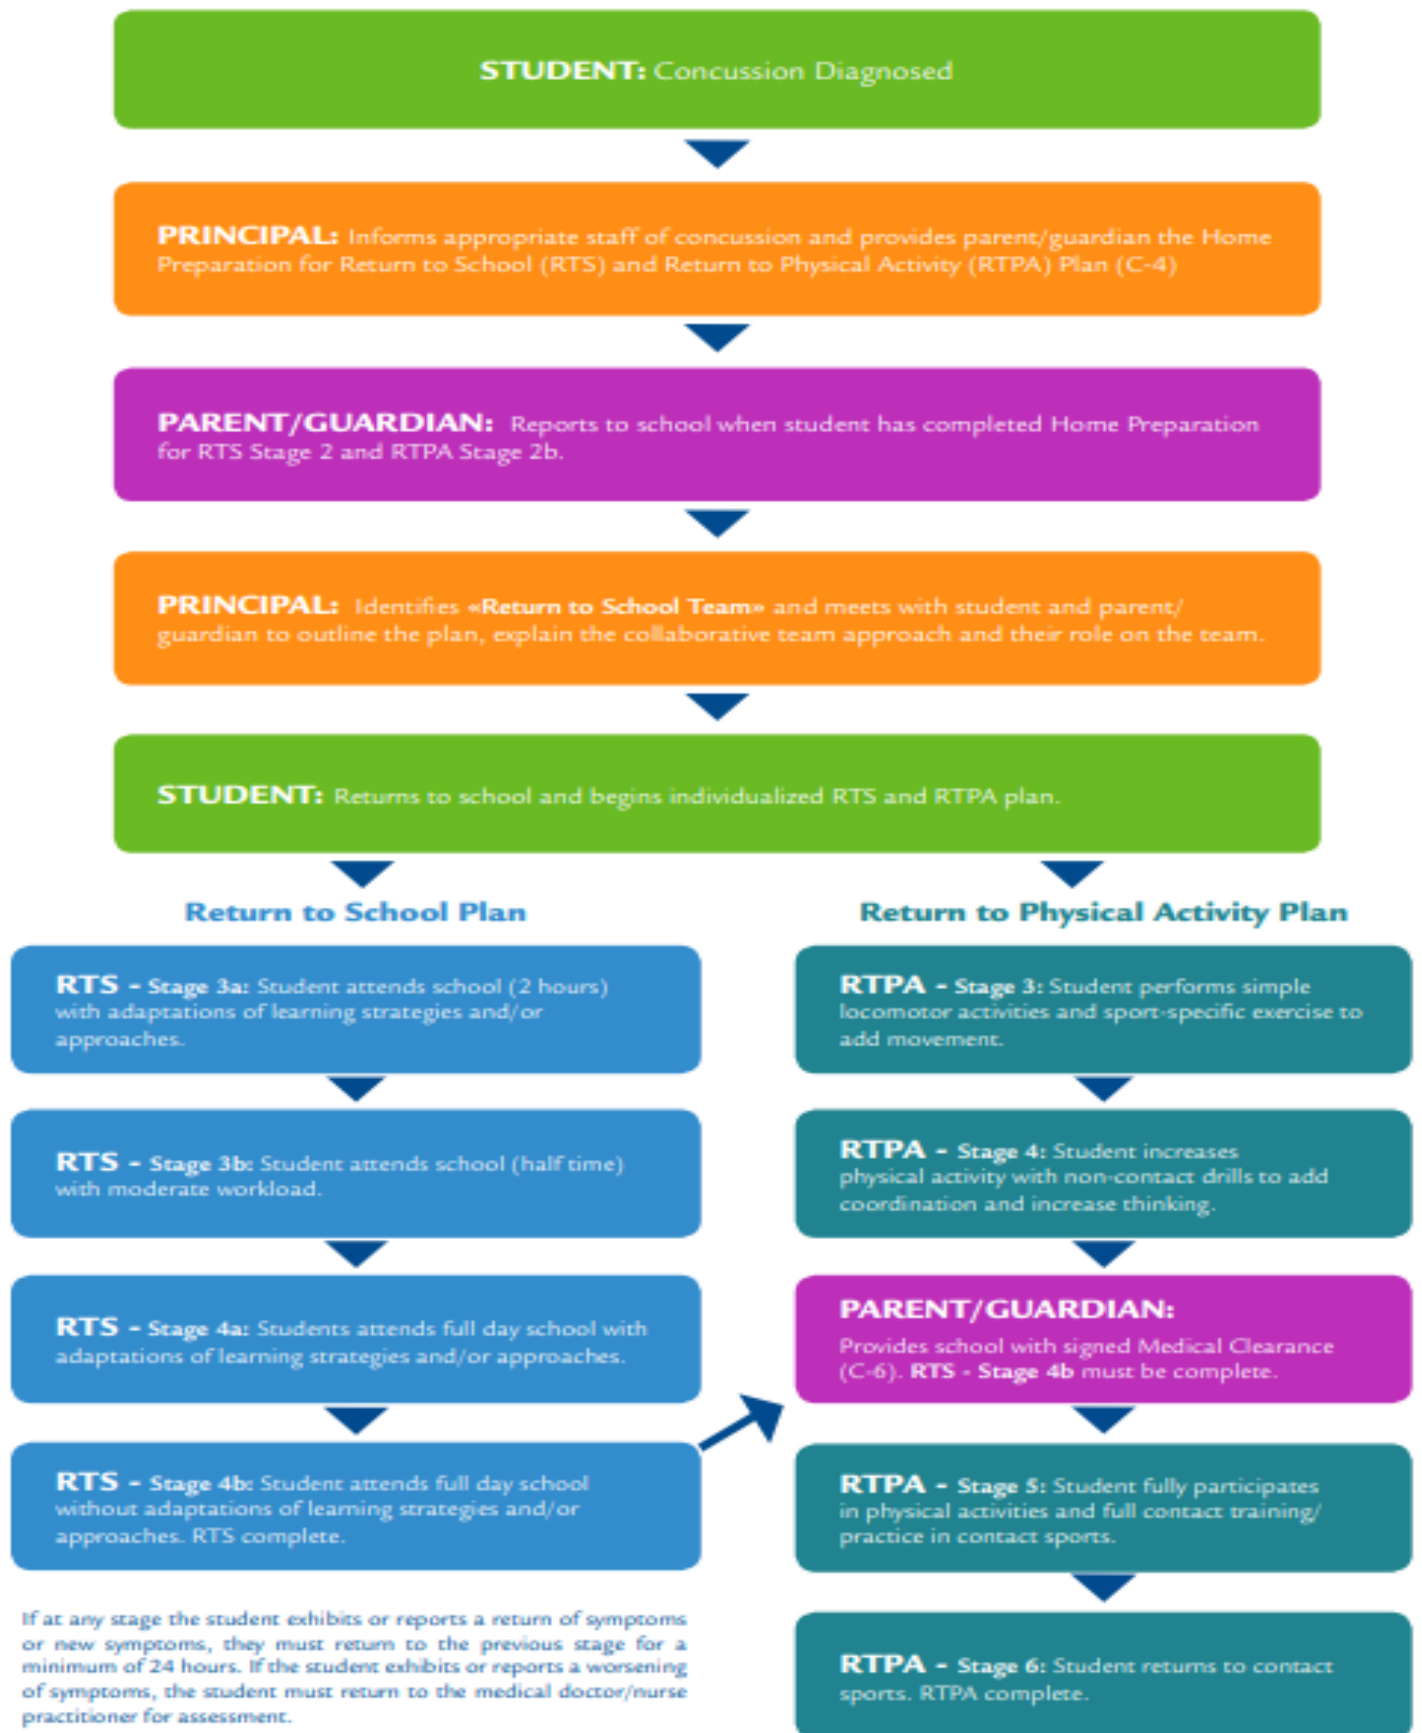 STUDENT: Concussion Diagnosed
PRINCIPAL: Informs appropriate staff of concussion and provides parent/guardian the Home
Preparation for Return to School (RTS) and Return to Physical Activity (RTPA) Plan (C-4)
PARENT/GUARDIAN: Reports to school when student has completed Home Preparation
for RTS Stage 2 and RTPA Stage 2b.
PRINCIPAL: Identifies «Return to School Team» and meets with student and parent/
guardian to outline the plan, explain the collaborative team approach and their role on the team.
STUDENT: Returns to school and begins individualized RTS and RTPA plan.
Return to School Plan
RTS - Stage 3a: Student attends school (2 hours)
with adaptations of learning strategies and/or
approaches.
RTS - Stage 3b: Student attends school (half time)
with moderate workload.
RTS - Stage 4a: Students attends full day school with
adaptations of learning strategies and/or approaches.
RTS - Stage 4b: Student attends full day school
without adaptations of learning strategies and/or
approaches. RTS complete.
If at any stage the student exhibits or reports a return of symptoms
or new symptoms, they must return to the previous stage for a
minimum of 24 hours. If the student exhibits or reports a worsening
of symptoms, the student must return to the medical doctor/nurse
practitioner for assessment.
Return to Physical Activity Plan
RTPA - Stage 3: Student performs simple
locomotor activities and sport-specific exercise to
add movement.
RTPA - Stage 4: Student increases
physical activity with non-contact drills to add
coordination and increase thinking.
PARENT/GUARDIAN:
Provides school with signed Medical Clearance
(C-6). RTS - Stage 4b must be complete.
RTPA - Stage 5: Student fully participates
in physical activities and full contact training/
practice in contact sports.
RTPA - Stage 6: Student returns to contact
sports. RTPA complete.